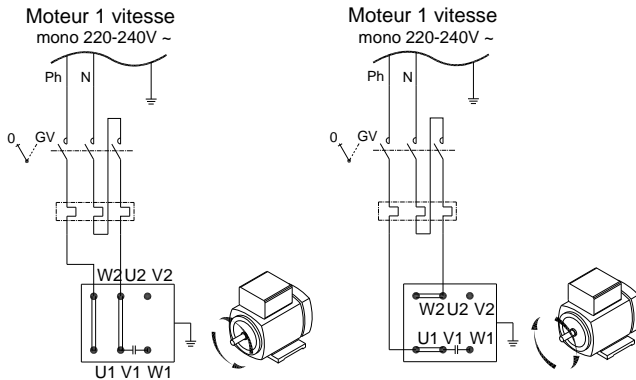 Moteur 1 vitesse
mono 220-240V ~
Ph N
0 GV
W2 U2 V2
U1 V1 W1
Moteur 1 vitesse
mono 220-240V ~
Ph N
0 GV
W2 U2 V2
U1 V1 W1